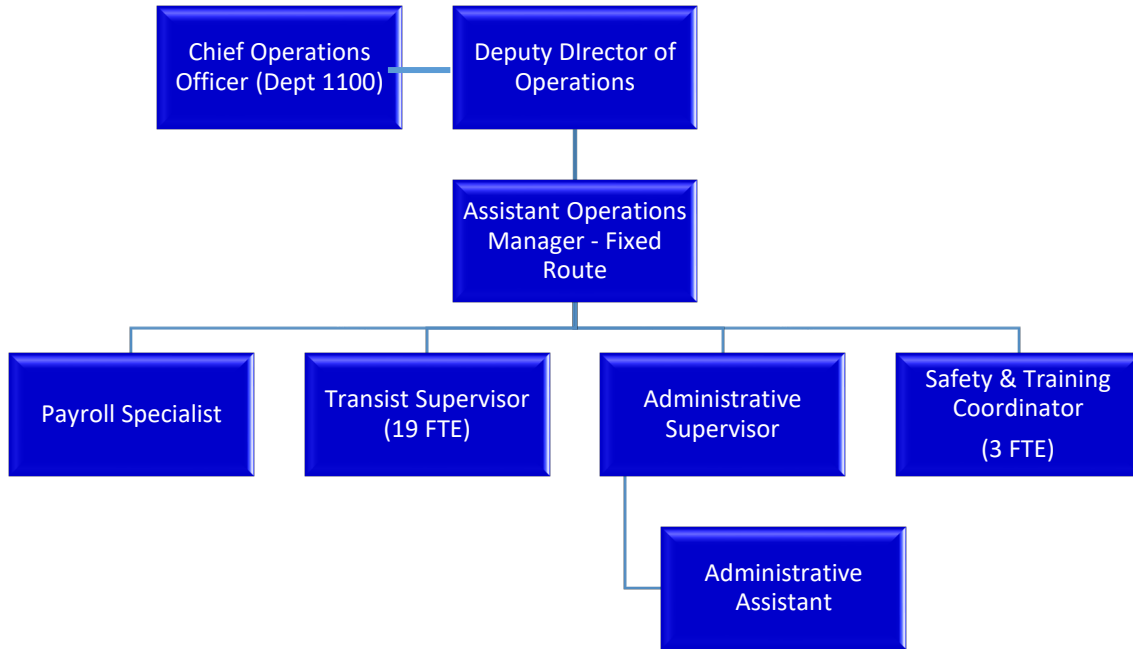 Chief Operations
Officer (Dept 1100)
Deputy DIrector of
Operations
Assistant Operations
Manager - Fixed
Route
Payroll Specialist
Transist Supervisor
(19 FTE)
Administrative
Supervisor
Safety & Training
Coordinator
(3 FTE)
Administrative
Assistant